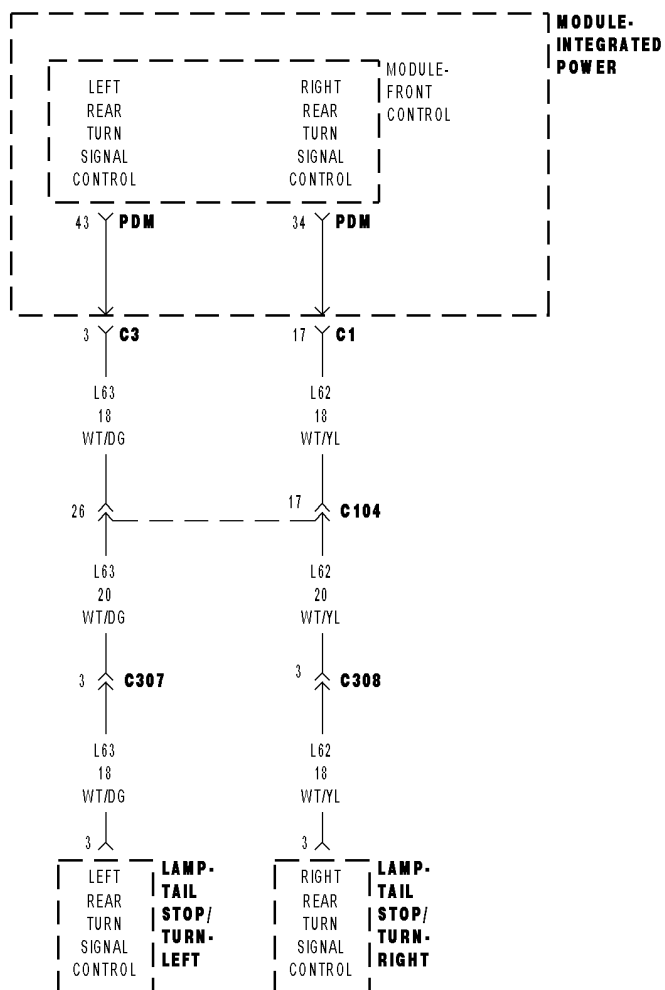 MODULE-
INTEGRATED
POWER
MODULE-
FRONT
CONTROL
LEFT
REAR
TURN
SIGNAL
CONTROL
RIGHT
REAR
TURN
SIGNAL
CONTROL
43 PDM
34 PDM
3 C3
17 C1
L63
18
WT/DG
L62
18
WT/YL
26
17 C104
L63
20
WT/DG
L62
20
WT/YL
3 C307
3 C308
L63
18
WT/DG
L62
18
WT/YL
3
3
LEFT
REAR
TURN
SIGNAL
CONTROL
LAMP-
TAIL
STOP/
TURN-
LEFT
RIGHT
REAR
TURN
SIGNAL
CONTROL
LAMP-
TAIL
STOP/
TURN-
RIGHT